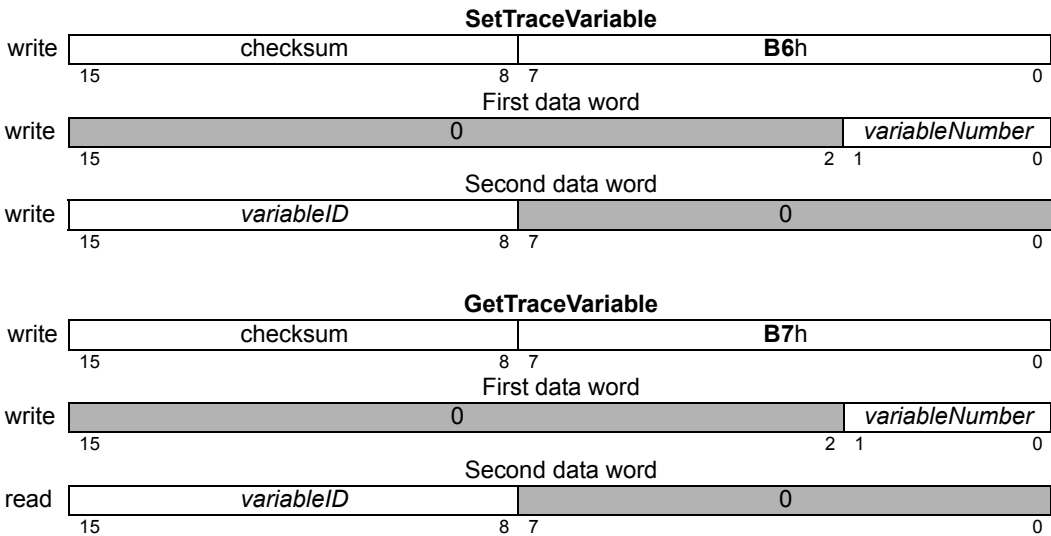 SetTraceVariable
write checksum B6h
15 8 7 0
First data word
write 0 variableNumber
15 2 1 0
Second data word
write variableID 0
15 8 7 0
GetTraceVariable
write checksum B7h
15 8 7 0
First data word
write 0 variableNumber
15 2 1 0
Second data word
read variableID 0
15 8 7 0